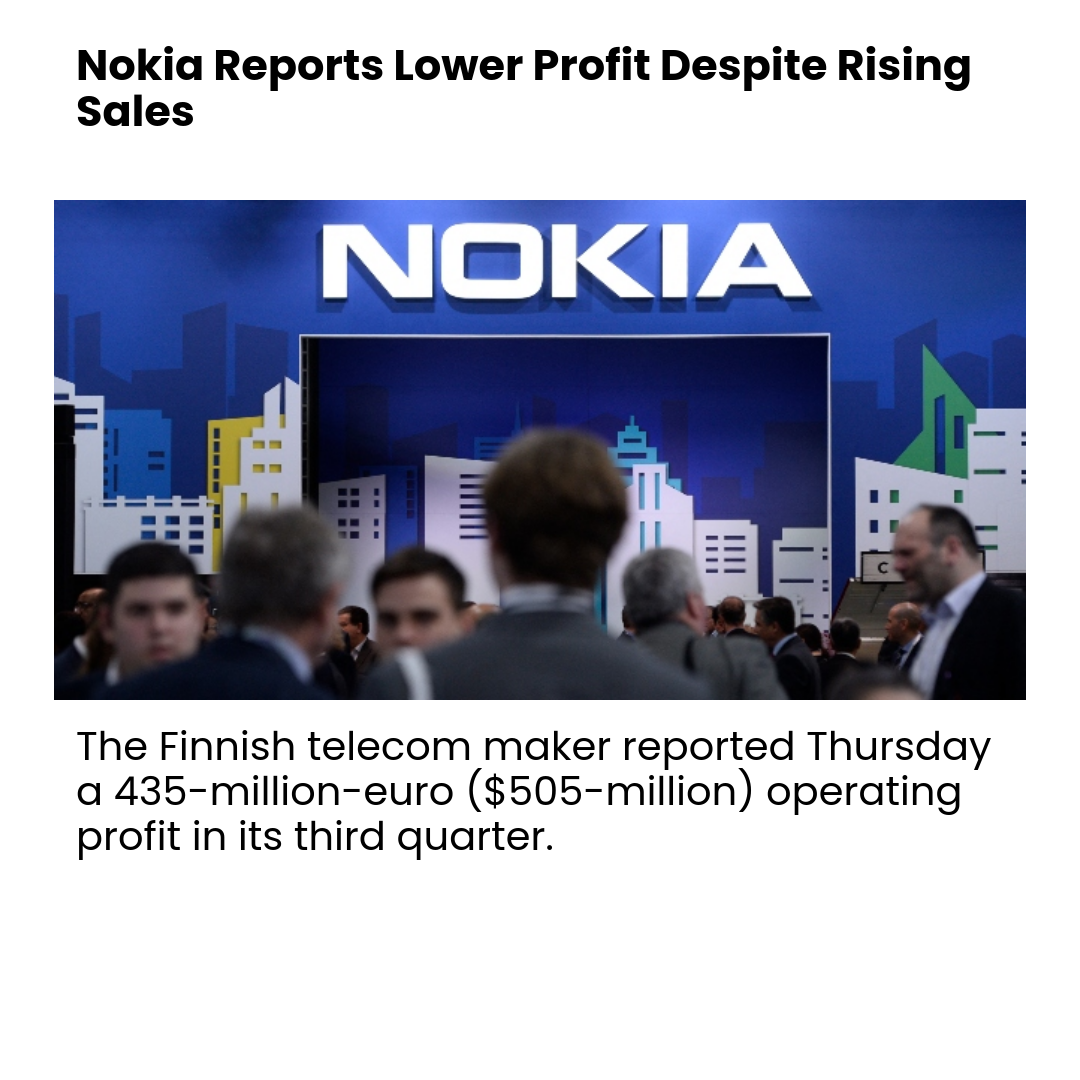 Nokia Reports Lower Profit Despite Rising
Sales
NOKIA
C
The Finnish telecom maker reported Thursday
a 435-million-euro ($505-million) operating
profit in its third quarter.